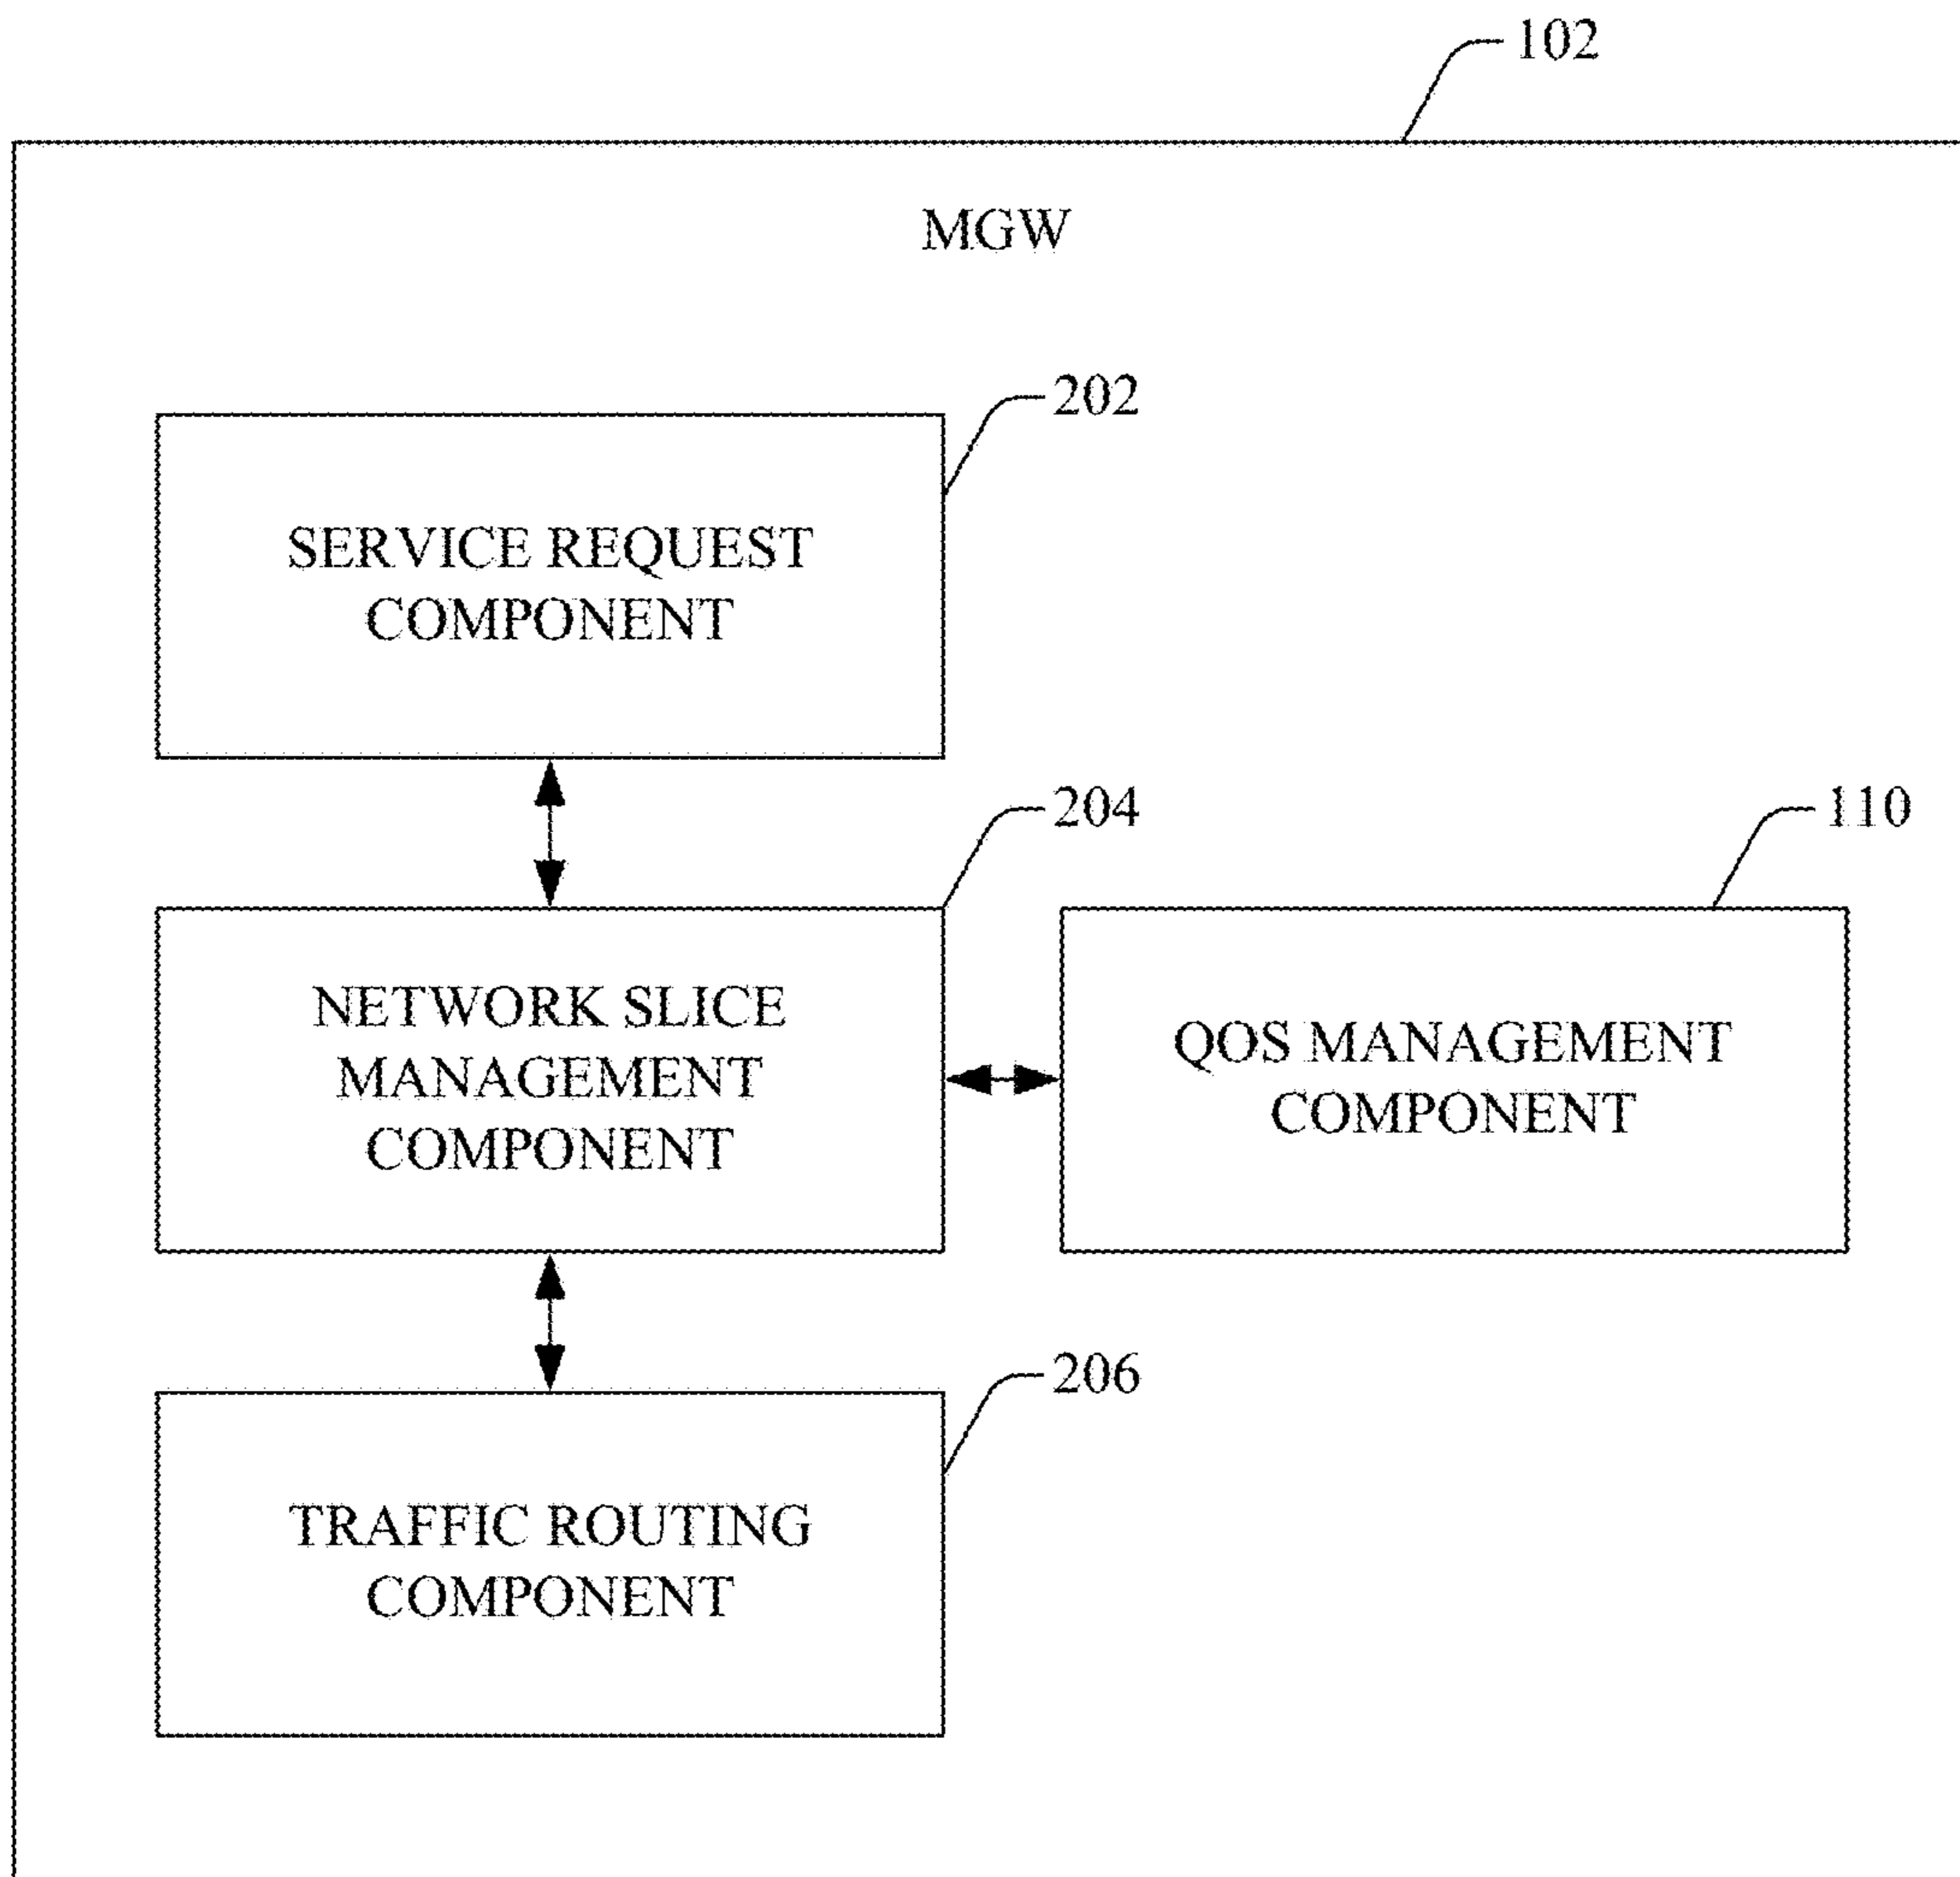 102
MGW
202
SERVICE REQUEST
COMPONENT
204
110
NETWORK SLICE
MANAGEMENT
COMPONENT
QOS MANAGEMENT
COMPONENT
206
TRAFFIC ROUTING
COMPONENT